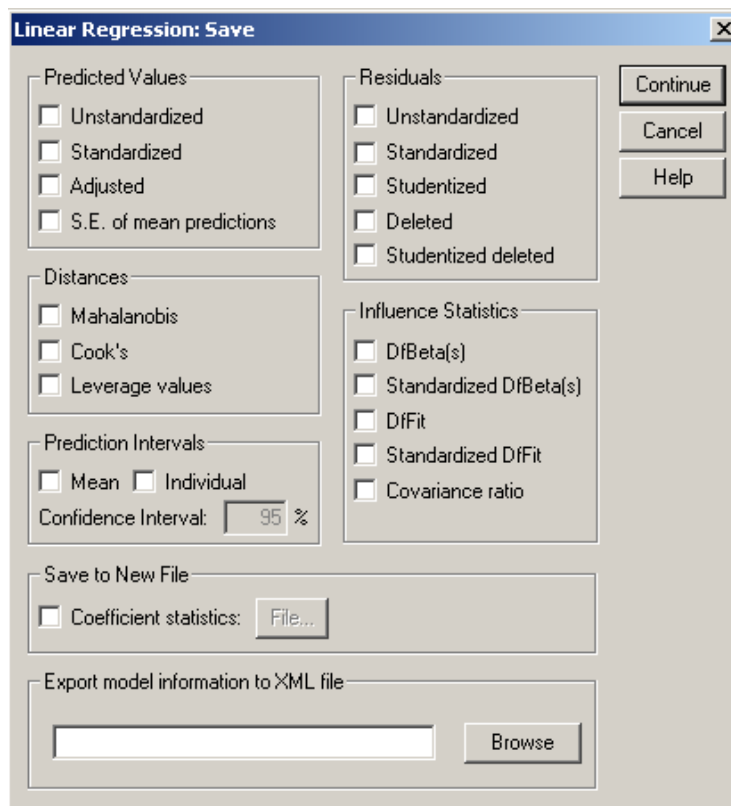 Linear Regression: Save
Predicted Values
Unstandardized
Standardized
Adjusted
S.E. of mean predictions
Distances
Mahalanobis
Cook's
Leverage values
Prediction Intervals
Mean Individual
Confidence Interval: 95 %
Residuals
Unstandardized
Standardized
Studentized
Deleted
Studentized deleted
Influence Statistics
DfBeta(s)
Standardized DfBeta(s)
DfFit
Standardized DfFit
Covariance ratio
Continue
Cancel
Help
Save to New File
Coefficient statistics: File...
Export model information to XML file
Browse